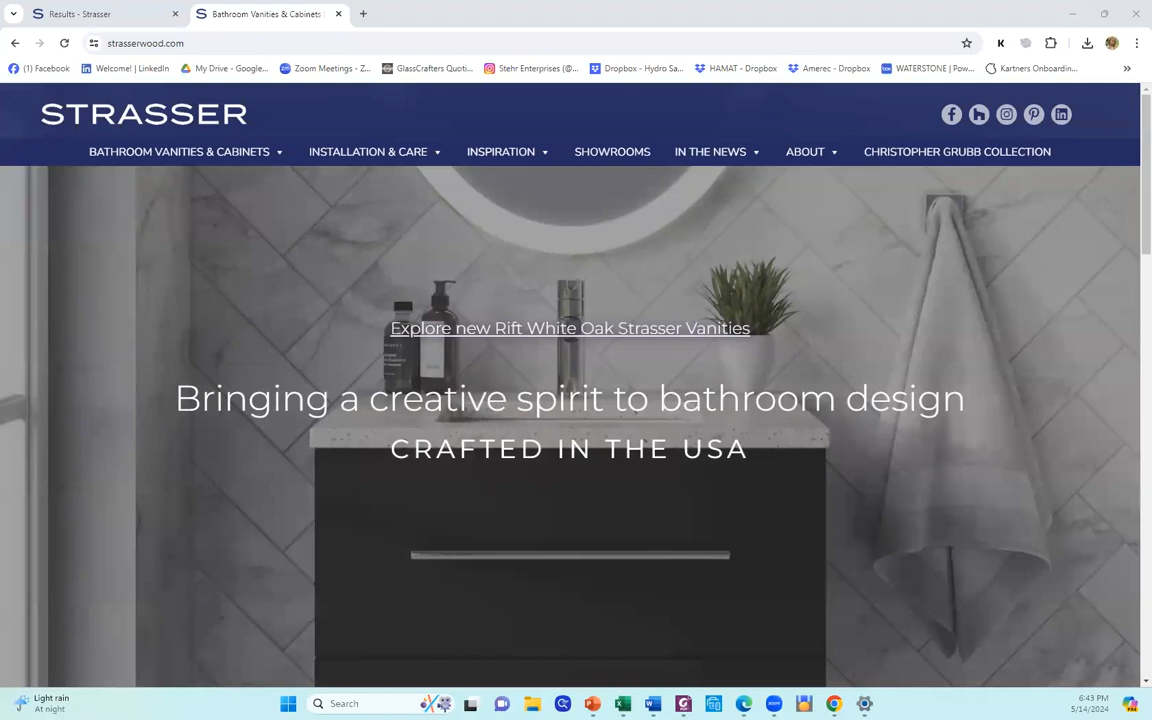 Results - Strasser
Bathroom Vanities & Cabinets
strasserwood.com
(1) Facebook
Welcome! | LinkedIn
My Drive - Google...
Zoom Meetings - Z...
GlassCrafters Quoti...
Stehr Enterprises (@...
Dropbox - Hydro Sa...
HAMAT - Dropbox
Amerec - Dropbox
WATERSTONE | Pow...
Kartners Onboardin...
STRASSER
BATHROOM VANITIES & CABINETS
INSTALLATION & CARE
INSPIRATION
SHOWROOMS
IN THE NEWS
ABOUT
CHRISTOPHER GRUBB COLLECTION
Explore new Rift White Oak Strasser Vanities
Bringing a creative spirit to bathroom design
CRAFTED IN THE USA
Light rain
At night
Search
6:43 PM
5/14/2024